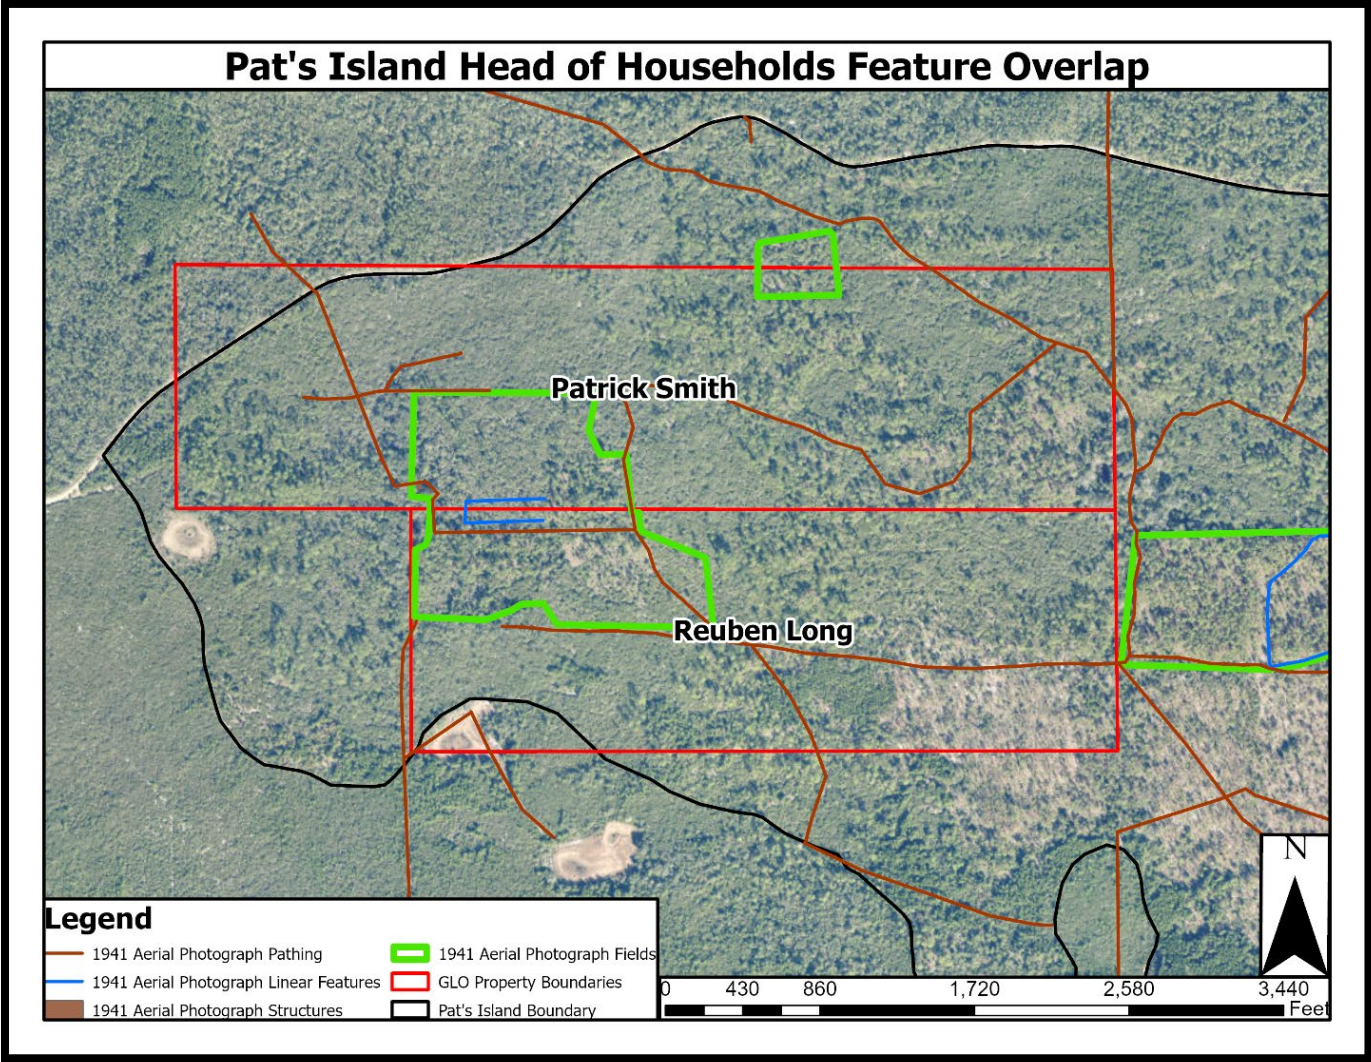 Pat's Island Head of Households Feature Overlap
Patrick Smith
Reuben Long
N
Legend
1941 Aerial Photograph Pathing
1941 Aerial Photograph Linear Features
1941 Aerial Photograph Structures
1941 Aerial Photograph Fields
GLO Property Boundaries
Pat's Island Boundary
0 430 860 1,720 2,580 3,440
Feet